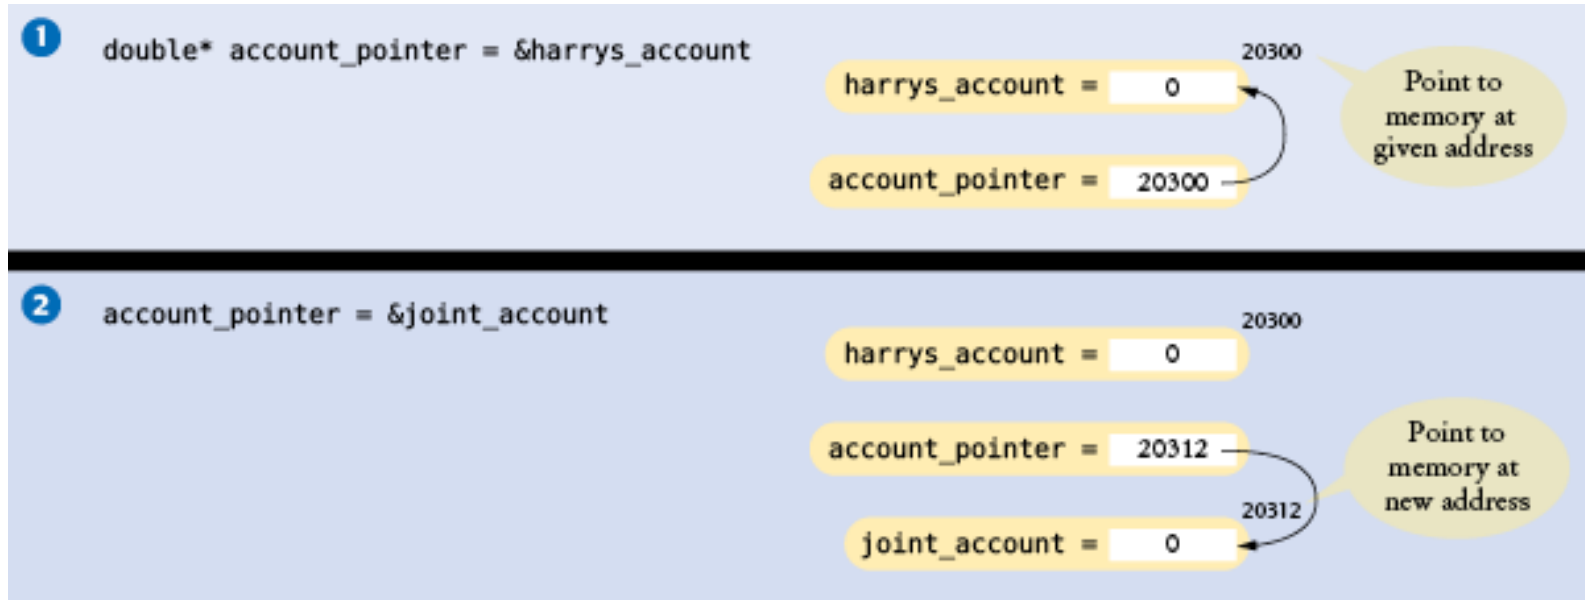 1
double* account_pointer = &harrys_account
20300
harrys_account = 0
Point to
memory at
given address
account_pointer = 20300
2
account_pointer = &joint_account
20300
harrys_account = 0
account_pointer = 20312
Point to
memory at
new address
20312
joint_account = 0